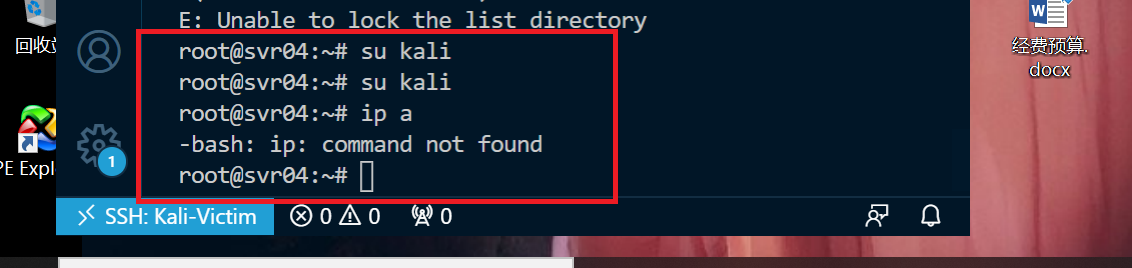 E: Unable to lock the list directory
root@svr04:~# su kali
root@svr04:~# su kali
root@svr04:~# ip a
-bash: ip: command not found
root@svr04:~#
回收站
PE Explo
1
SSH: Kali-Victim
0 0 0
经费预算.
docx
W